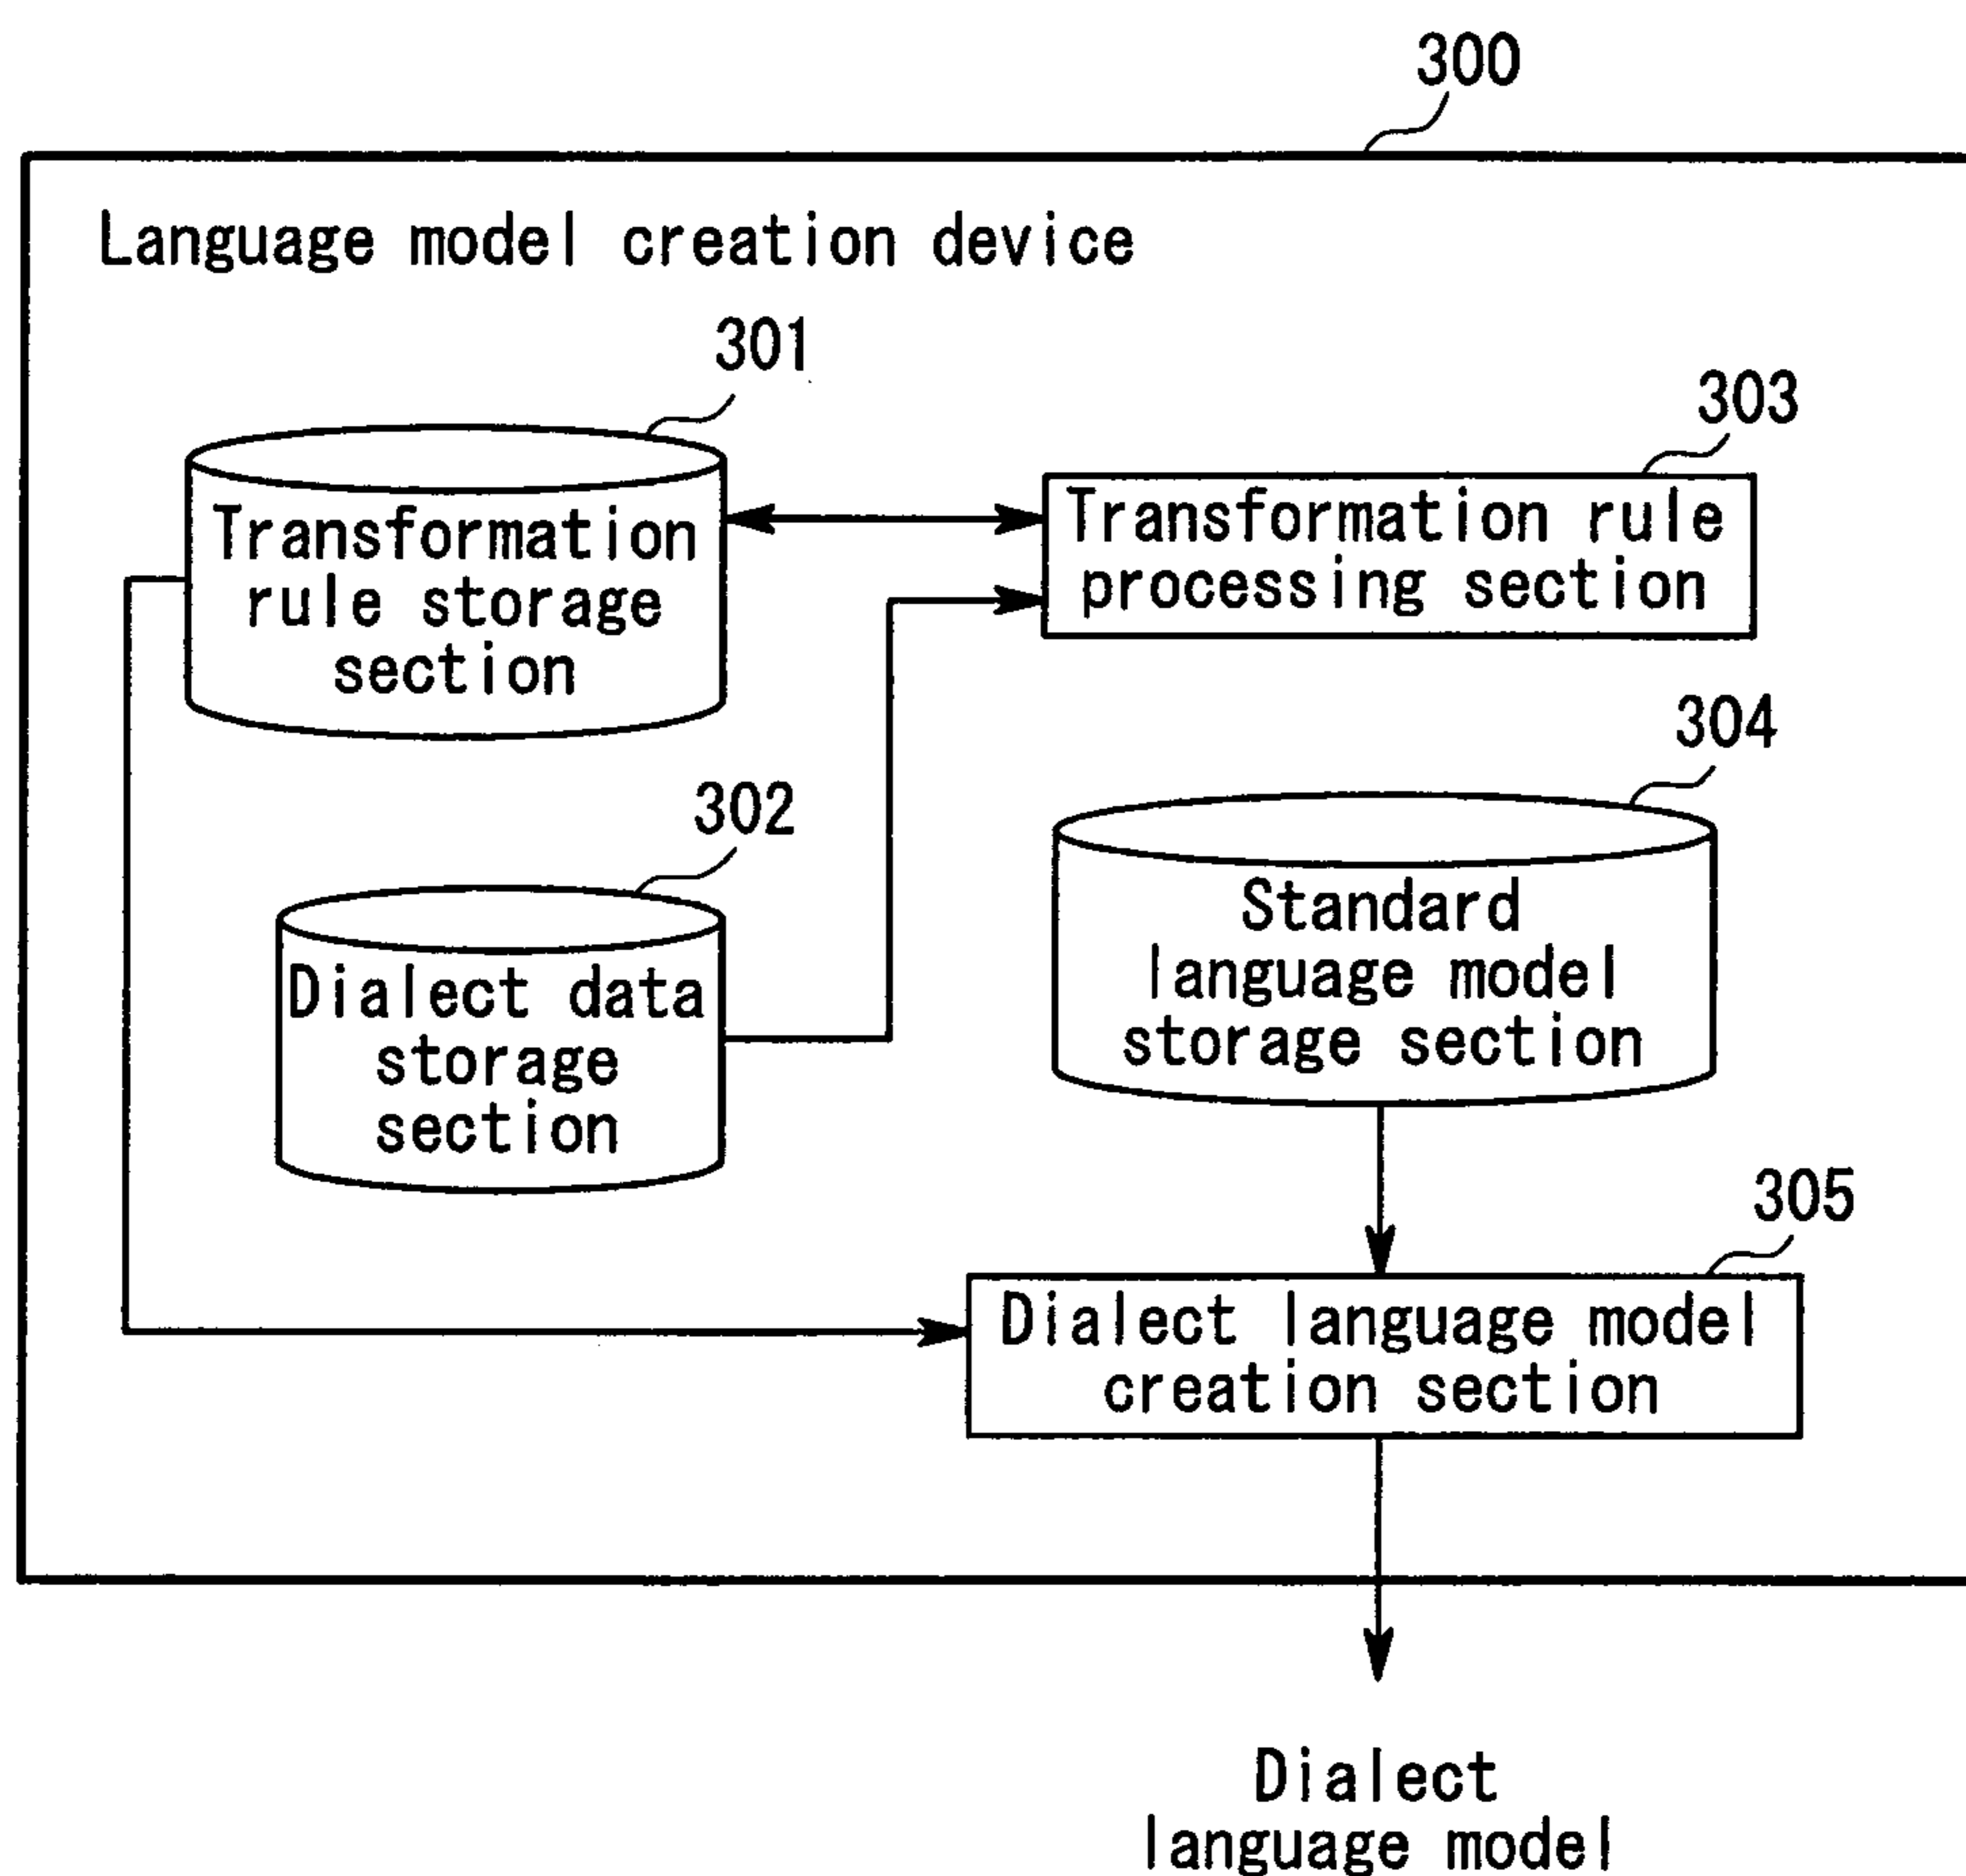 300
Language model creation device
301
303
Transformation
rule storage
section
Transformation rule
processing section
304
302
Standard
language model
storage section
Dialect data
storage
section
305
Dialect language model
creation section
Dialect
language model